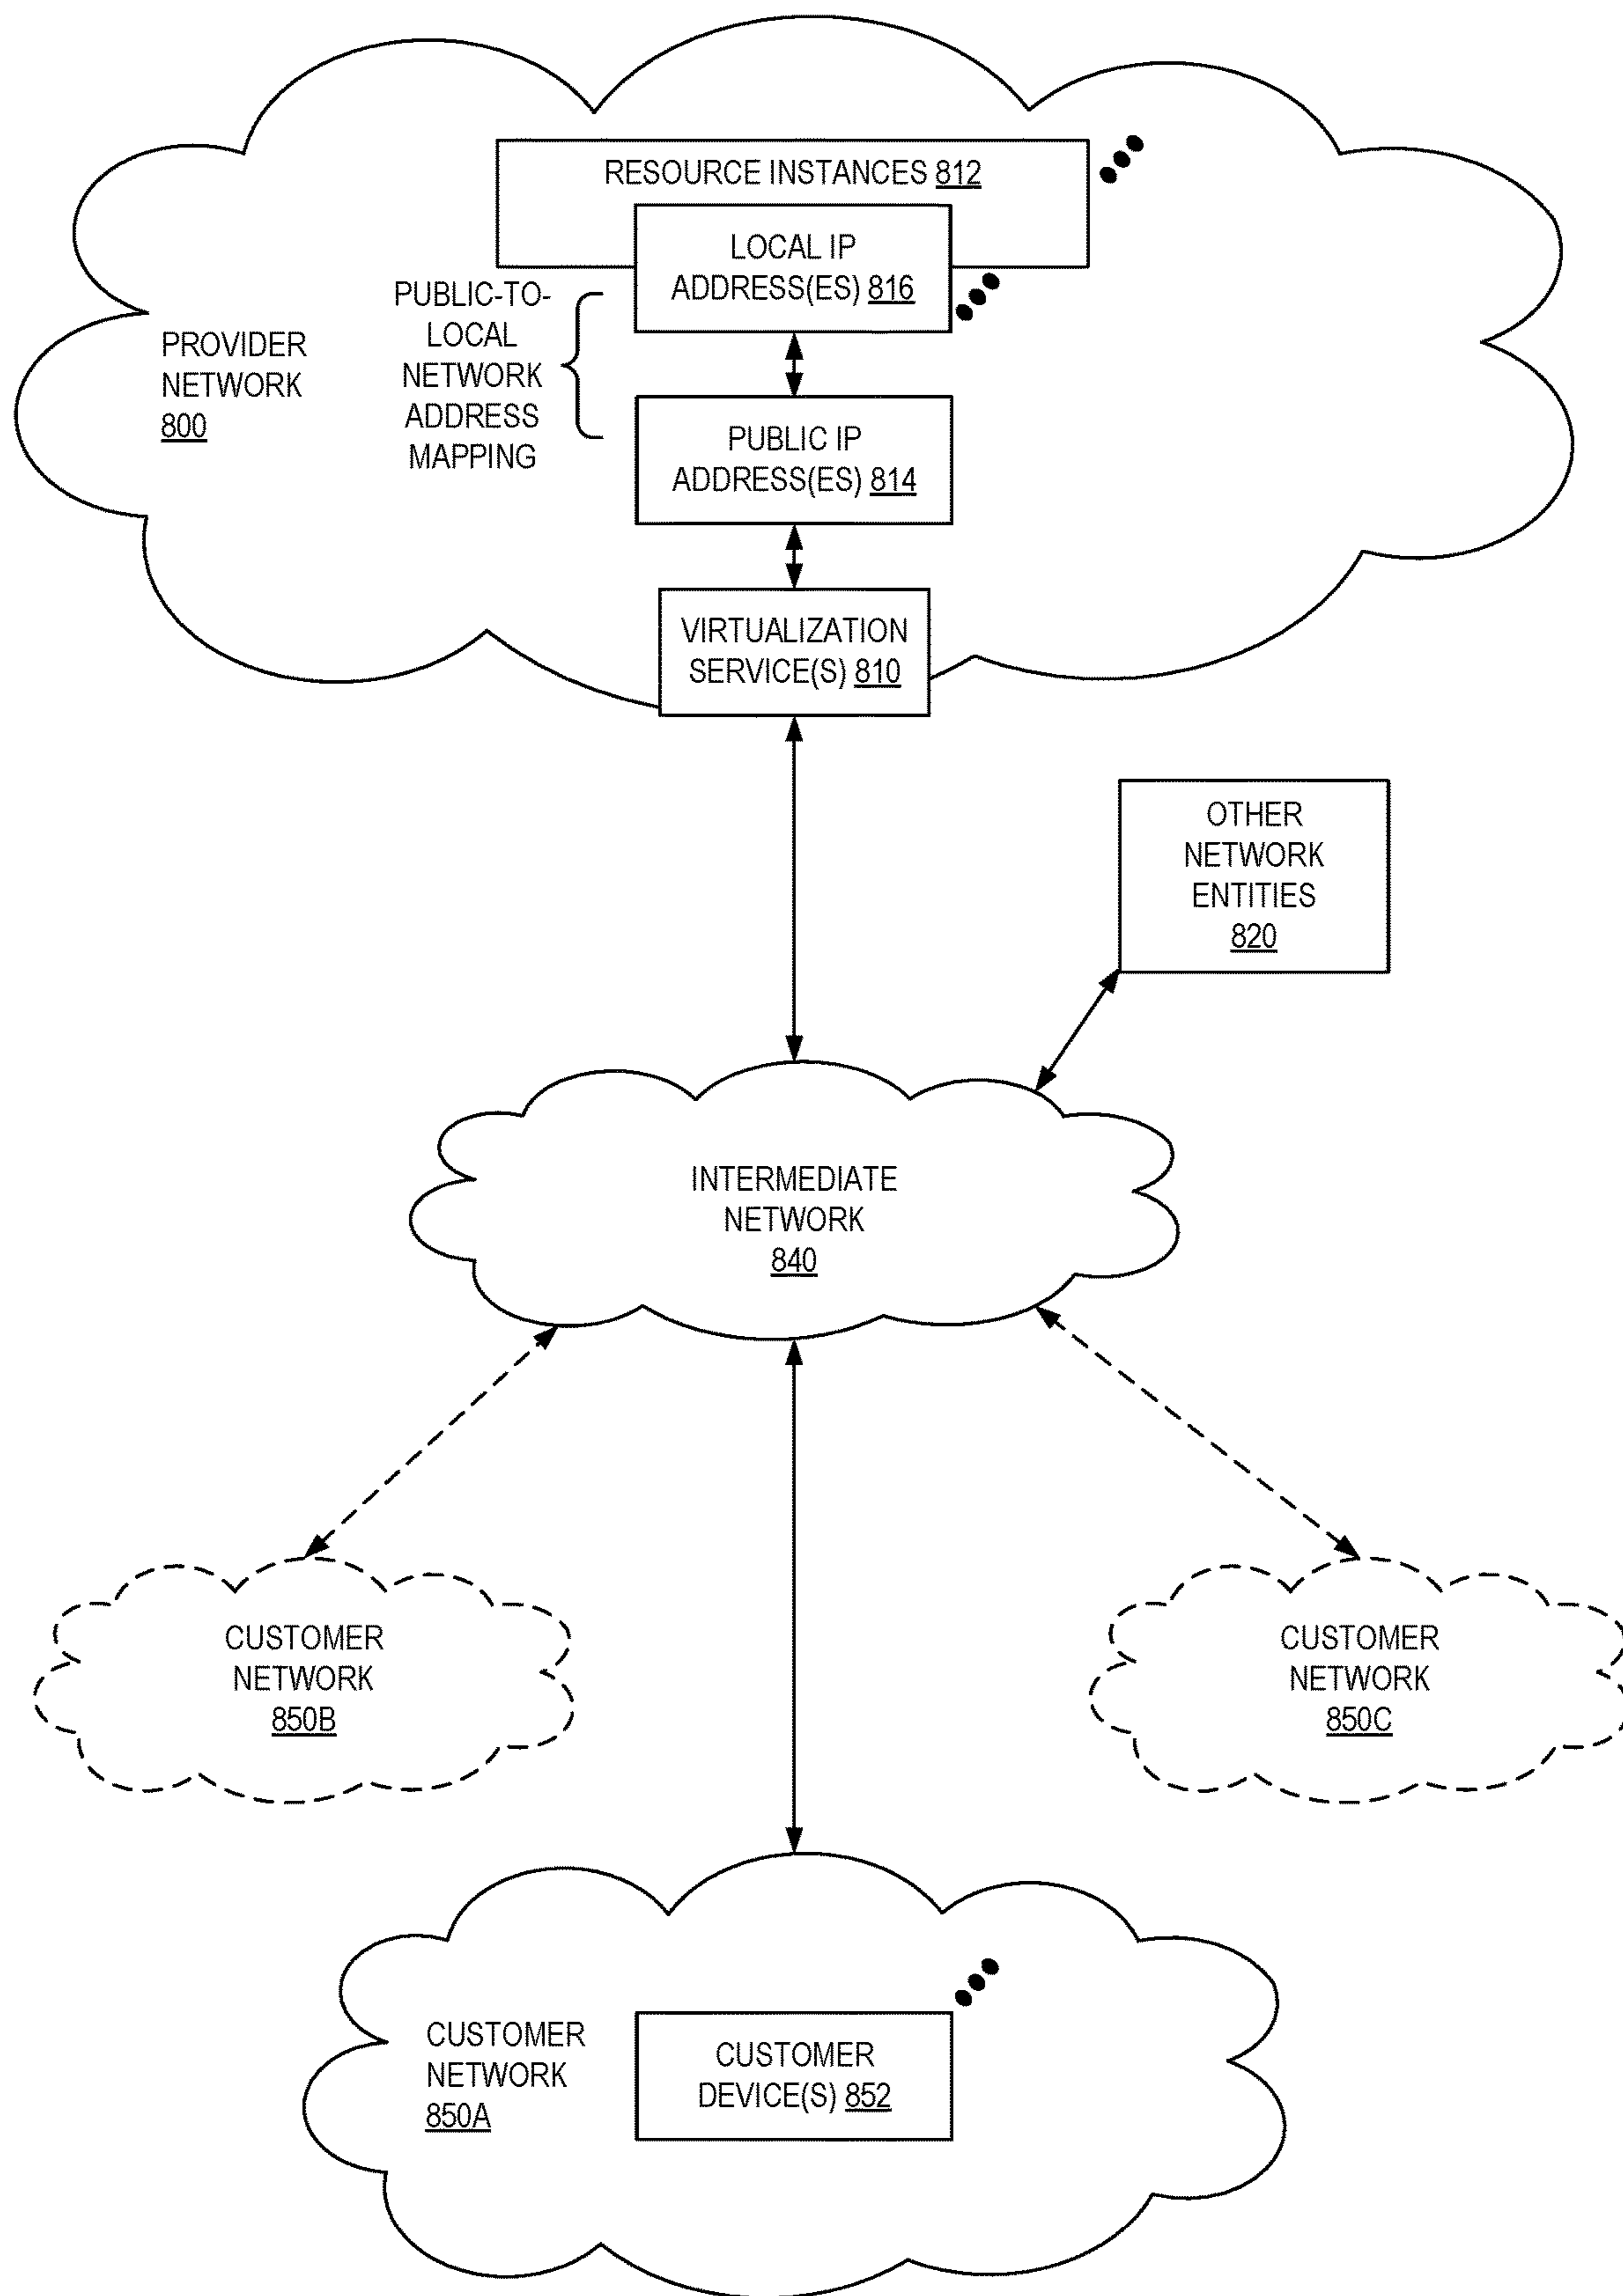 RESOURCE INSTANCES 812
LOCAL IP
ADDRESS(ES) 816
PUBLIC-TO-
LOCAL
NETWORK
ADDRESS
MAPPING
PROVIDER
NETWORK
800
PUBLIC IP
ADDRESS(ES) 814
VIRTUALIZATION
SERVICE(S) 810
OTHER
NETWORK
ENTITIES
820
INTERMEDIATE
NETWORK
840
CUSTOMER
NETWORK
850B
CUSTOMER
NETWORK
850C
CUSTOMER
NETWORK
850A
CUSTOMER
DEVICE(S) 852